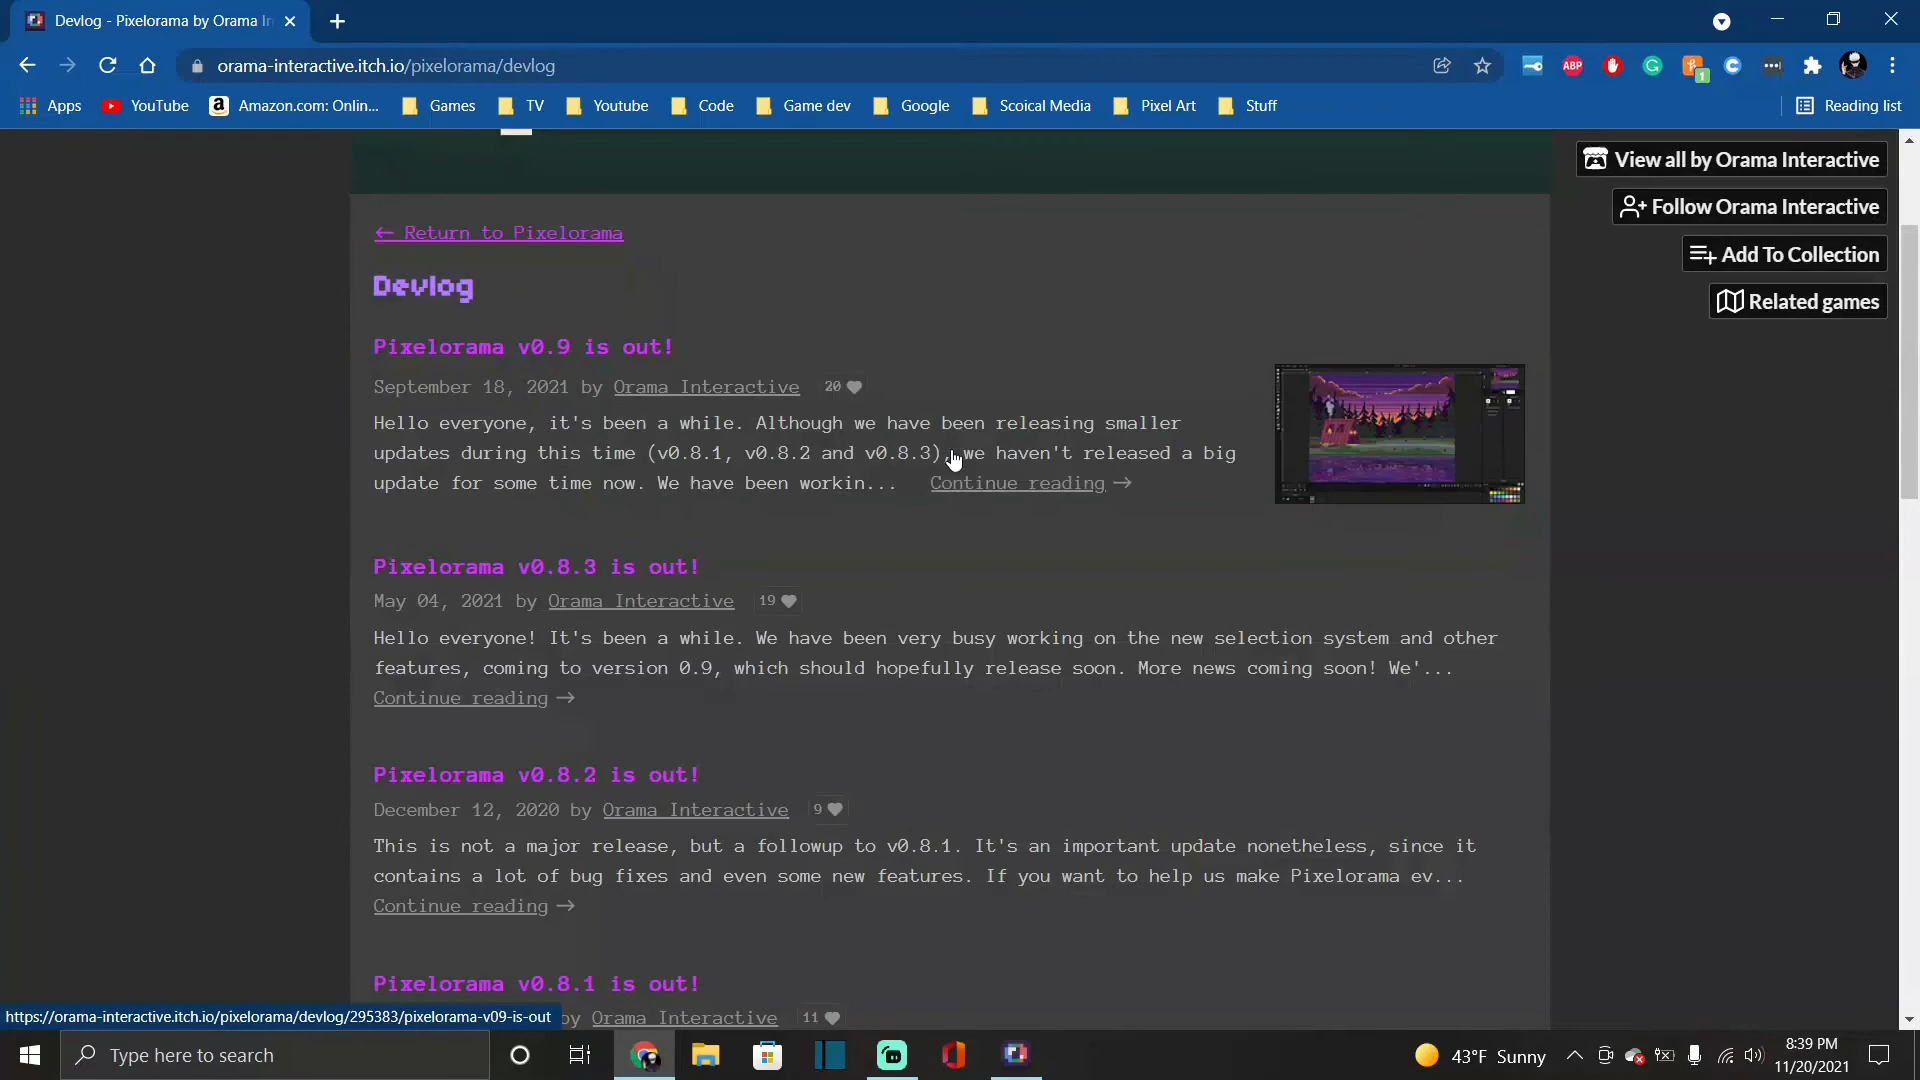 Devlog - Pixelorama by Orama In
orama-interactive.itch.io/pixelorama/devlog
ABP
1
Apps
YouTube
Amazon.com: Onlin...
Games
TV
Youtube
Code
Game dev
Google
Scoical Media
Pixel Art
Stuff
Reading list
View all by Orama Interactive
Follow Orama Interactive
Add To Collection
Related games
← Return to Pixelorama
Devlog
Pixelorama v0.9 is out!
September 18, 2021 by Orama Interactive 20
Hello everyone, it's been a while. Although we have been releasing smaller
updates during this time (v0.8.1, v0.8.2 and v0.8.3), we haven't released a big
update for some time now. We have been workin... Continue reading →
Pixelorama v0.8.3 is out!
May 04, 2021 by Orama Interactive 19
Hello everyone! It's been a while. We have been very busy working on the new selection system and other
features, coming to version 0.9, which should hopefully release soon. More news coming soon! We'...
Continue reading →
Pixelorama v0.8.2 is out!
December 12, 2020 by Orama Interactive 9
This is not a major release, but a followup to v0.8.1. It's an important update nonetheless, since it
contains a lot of bug fixes and even some new features. If you want to help us make Pixelorama ev...
Continue reading →
Pixelorama v0.8.1 is out!
by Orama Interactive 11
https://orama-interactive.itch.io/pixelorama/devlog/295383/pixelorama-v09-is-out
Type here to search
43°F Sunny
8:39 PM
11/20/2021